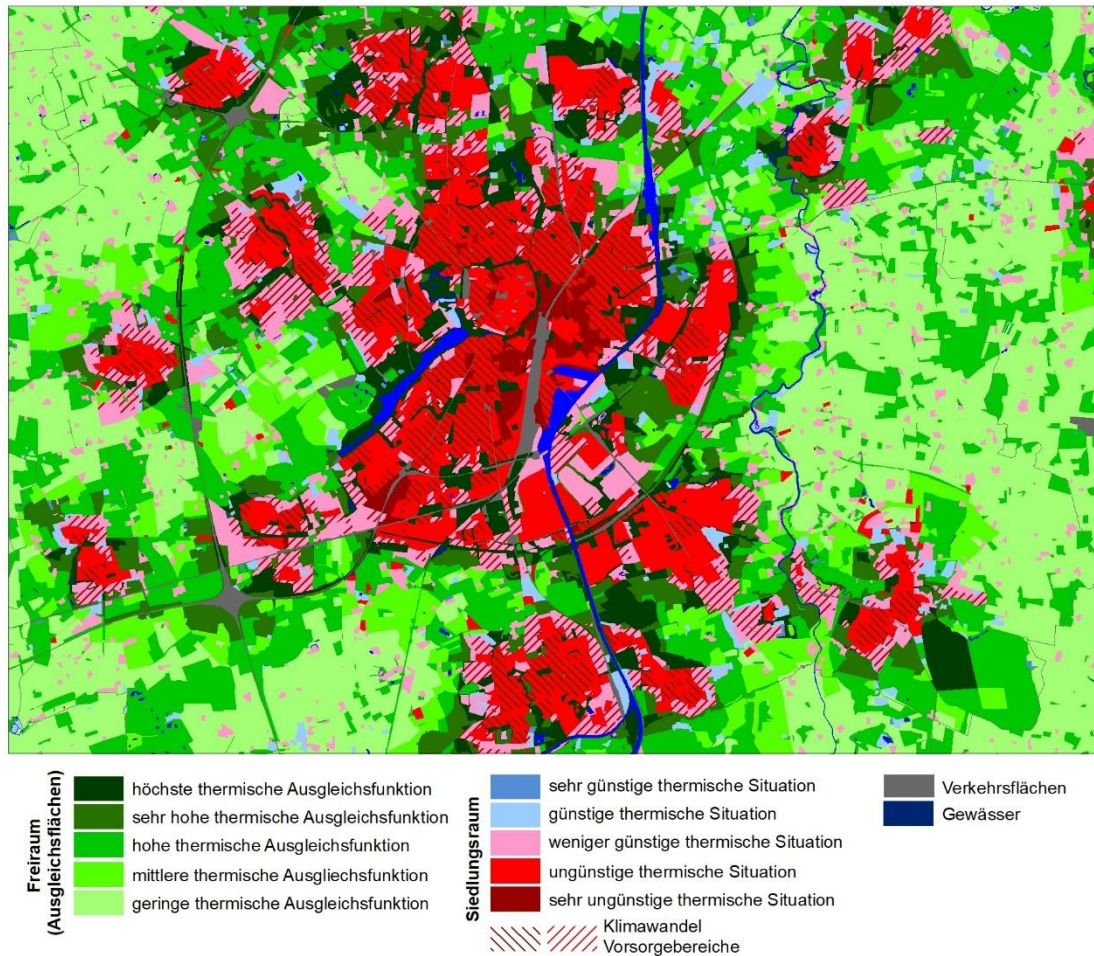 Freiraum
(Ausgleichsflächen)
höchste thermische Ausgleichsfunktion
sehr hohe thermische Ausgleichsfunktion
hohe thermische Ausgleichsfunktion
mittlere thermische Ausgliechsfunktion
geringe thermische Ausgleichsfunktion
Siedlungsraum
sehr günstige thermische Situation
günstige thermische Situation
weniger günstige thermische Situation
ungünstige thermische Situation
sehr ungünstige thermische Situation
Klimawandel
Vorsorgebereiche
Verkehrsflächen
Gewässer